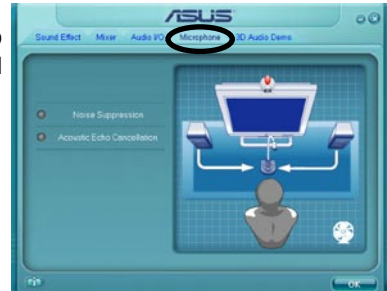 ASUS
Sound Effect Mixer Audio I/O Microphone 3D Audio Demo
Noise Suppression
Acoustic Echo Cancellation
OK